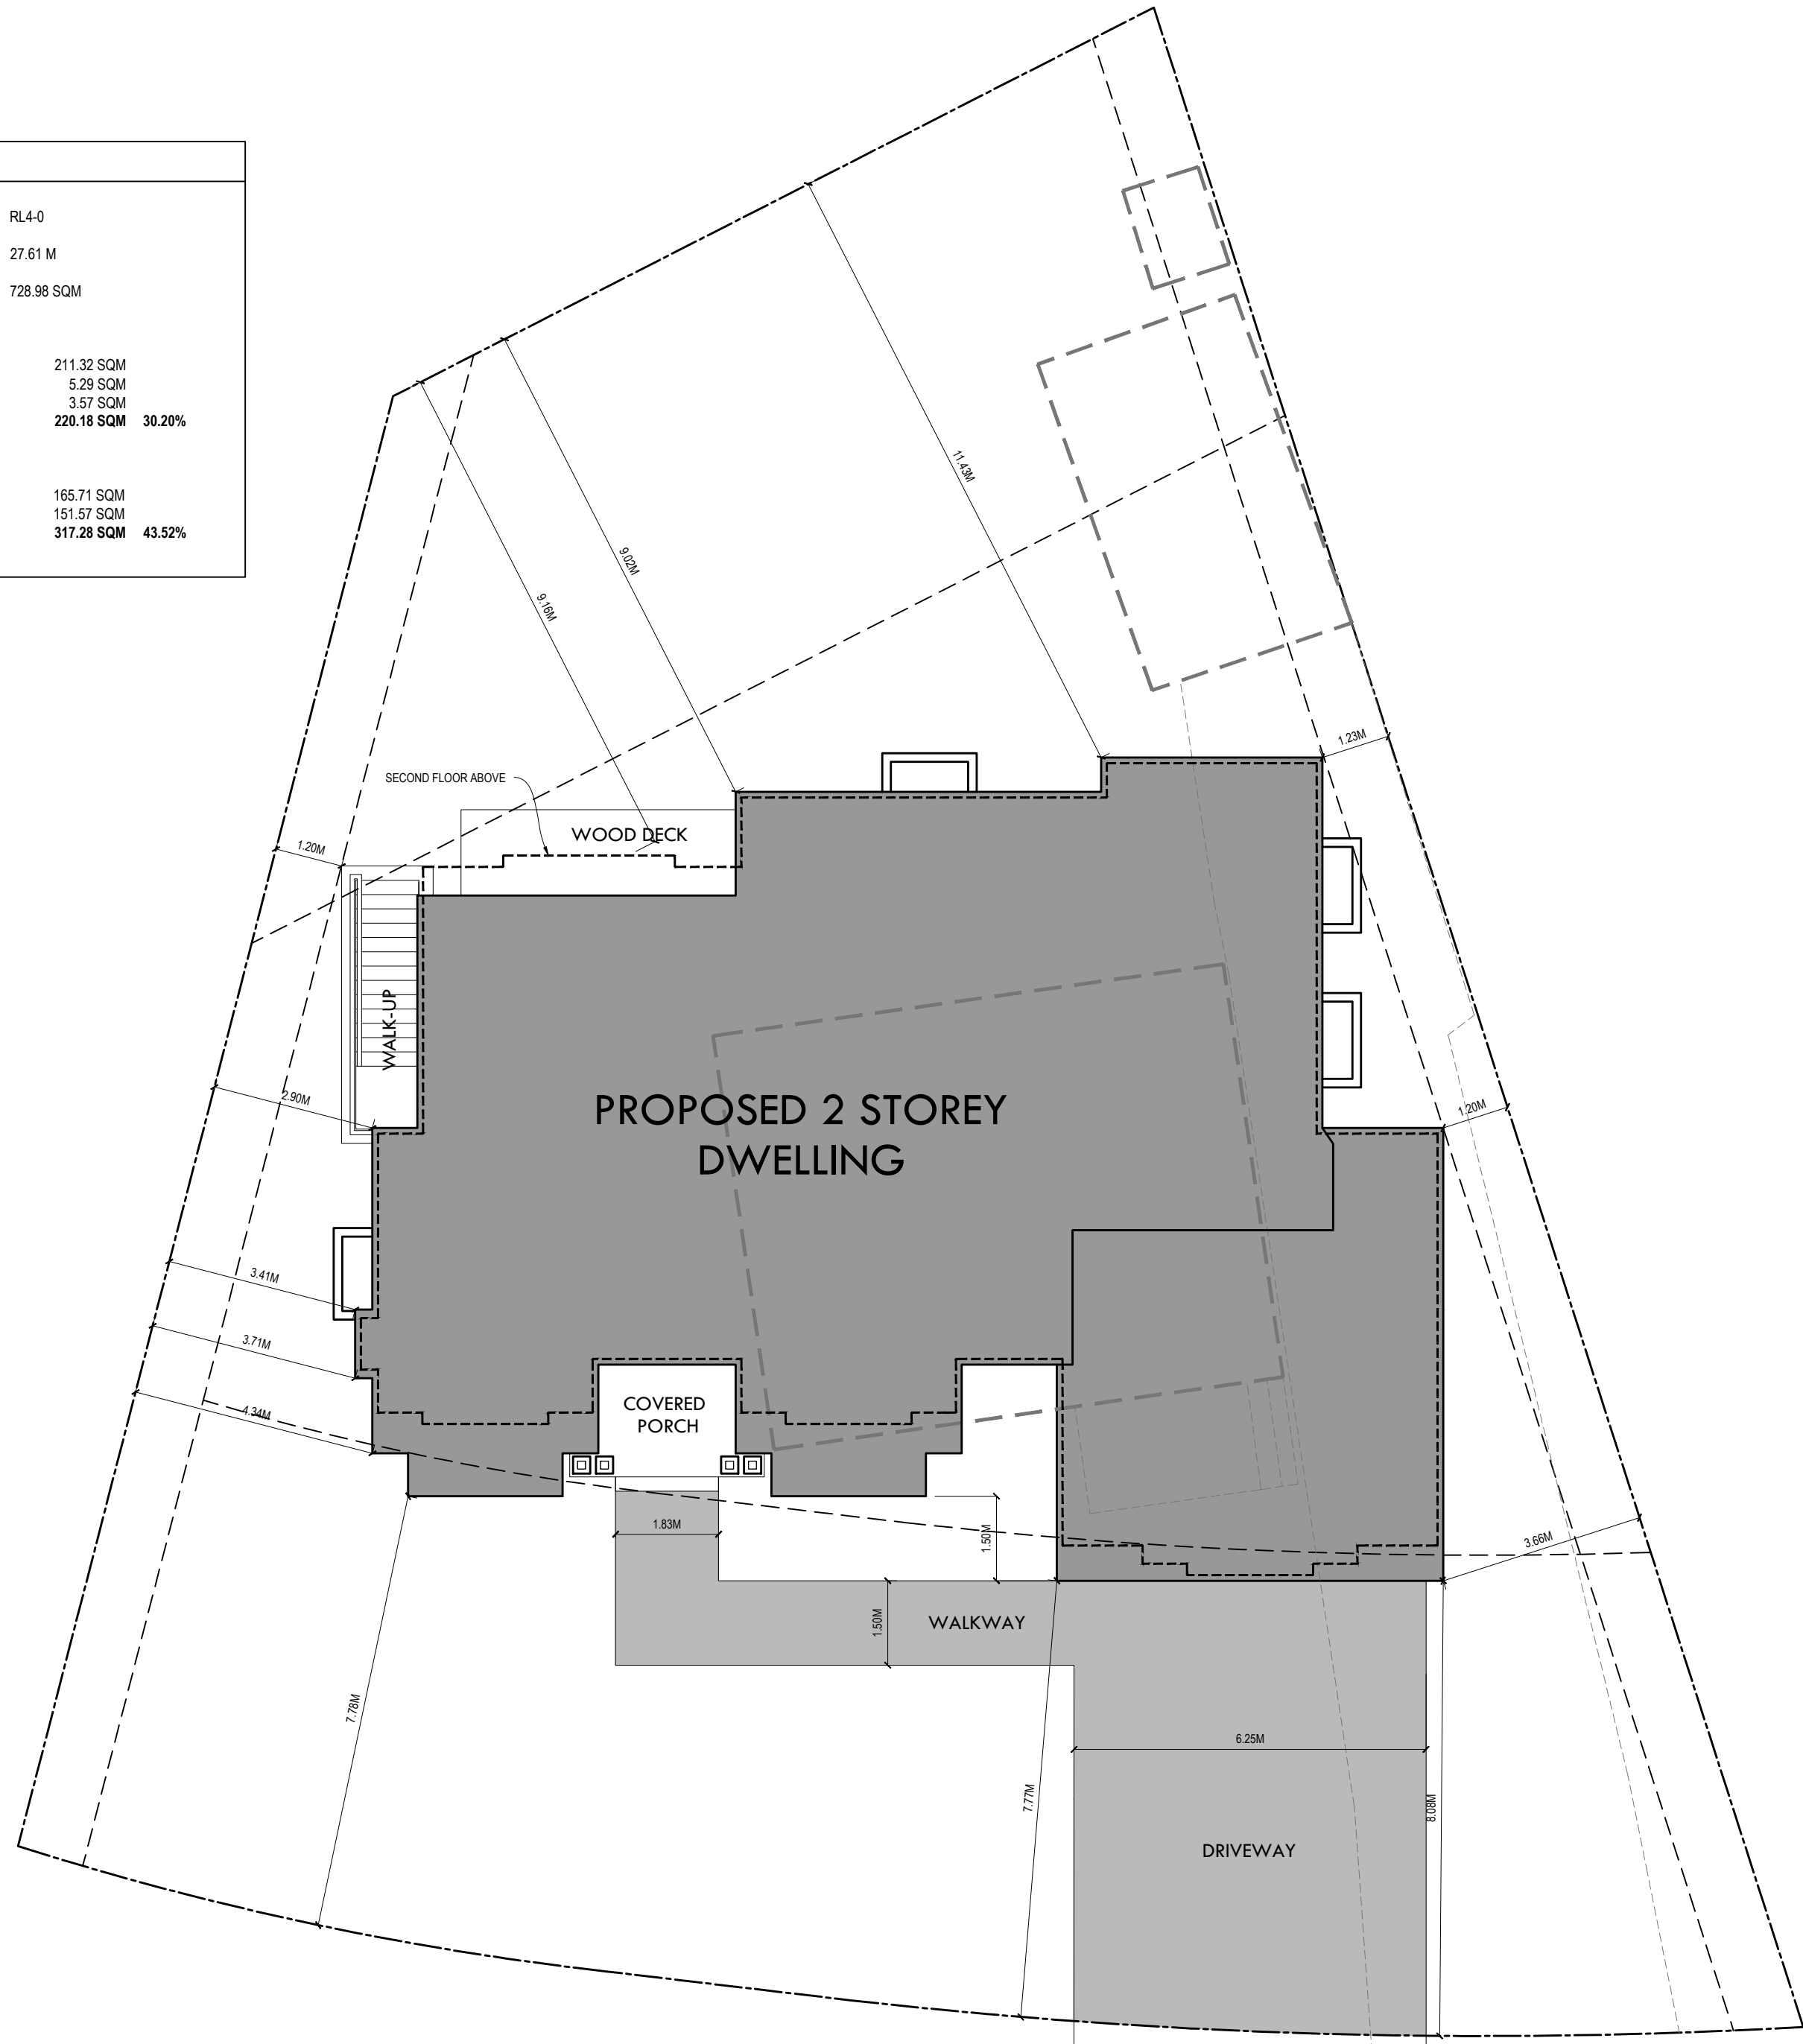 RL4-0
27.61 M
728.98 SQM
211.32 SQM
5.29 SQM
3.57 SQM
220.18 SQM 30.20%
165.71 SQM
151.57 SQM
317.28 SQM 43.52%
11.43M
9.02M
9.16M
1.23M
SECOND FLOOR ABOVE
WOOD DECK
1.20M
WALK-UP
2.90M
PROPOSED 2 STOREY
DWELLING
1.20M
3.41M
3.71M
4.34M
COVERED
PORCH
1.83M
1.50M
3.66M
1.50M
WALKWAY
7.78M
6.25M
7.77M
8.08M
DRIVEWAY